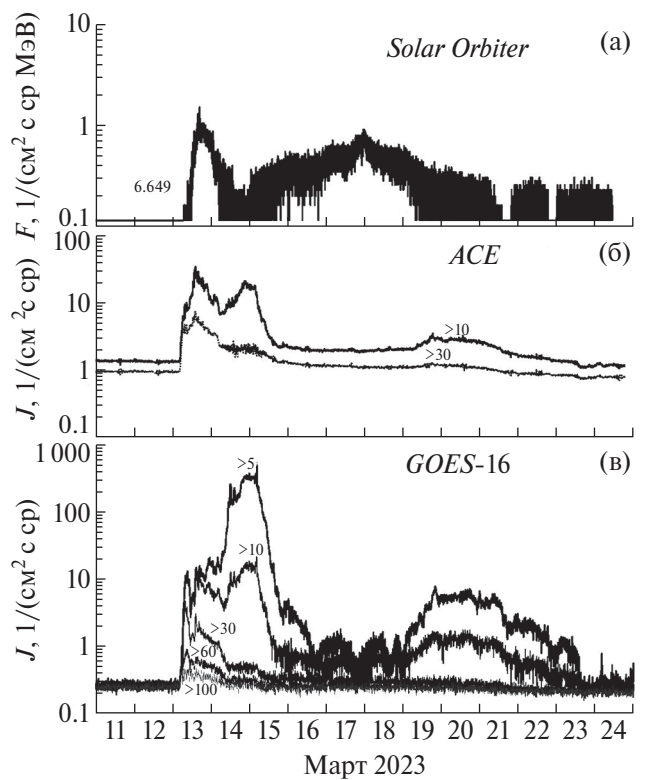 10
Solar Orbiter
(а)
1
6.649
0.1
F, 1/(см² с ср МэВ)
100
ACE
(б)
10
>10
>30
1
0.1
J, 1/(см²с ср)
1 000
>5
GOES-16
(в)
100
>10
10
>30
1
>60
>100
0.1
J, 1/(см² с ср)
11 12 13 14 15 16 17 18 19 20 21 22 23 24
Март 2023